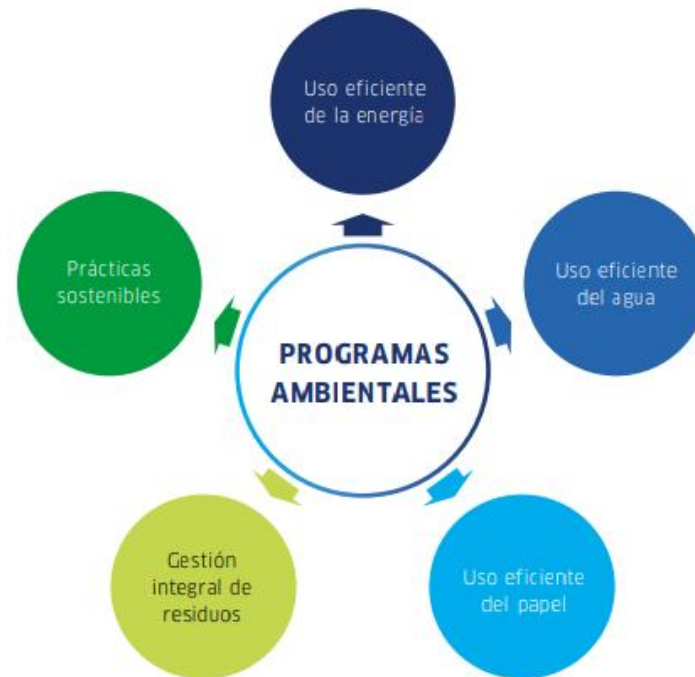 Uso eficiente
de la energía
Prácticas
sostenibles
Uso eficiente
del agua
PROGRAMAS
AMBIENTALES
Gestión
integral de
residuos
Uso eficiente
del papel